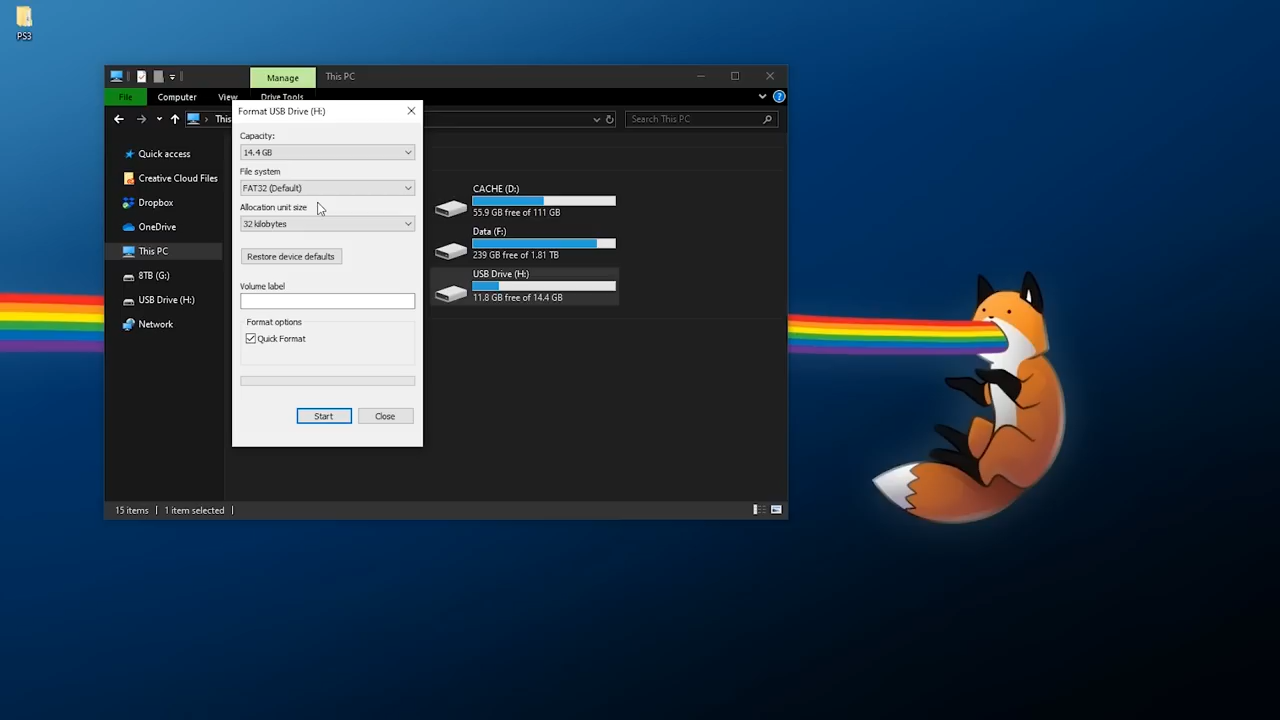 PS3
Manage
This PC
File
Computer
View
Drive Tools
Format USB Drive (H:)
This
Search This PC
Capacity:
14.4 GB
File system
FAT32 (Default)
Allocation unit size
32 kilobytes
Restore device defaults
Volume label
Format options
Quick Format
Start
Close
Quick access
Creative Cloud Files
Dropbox
OneDrive
This PC
8TB (G:)
USB Drive (H:)
Network
CACHE (D:)
55.9 GB free of 111 GB
Data (F:)
239 GB free of 1.81 TB
USB Drive (H:)
11.8 GB free of 14.4 GB
15 items
1 item selected